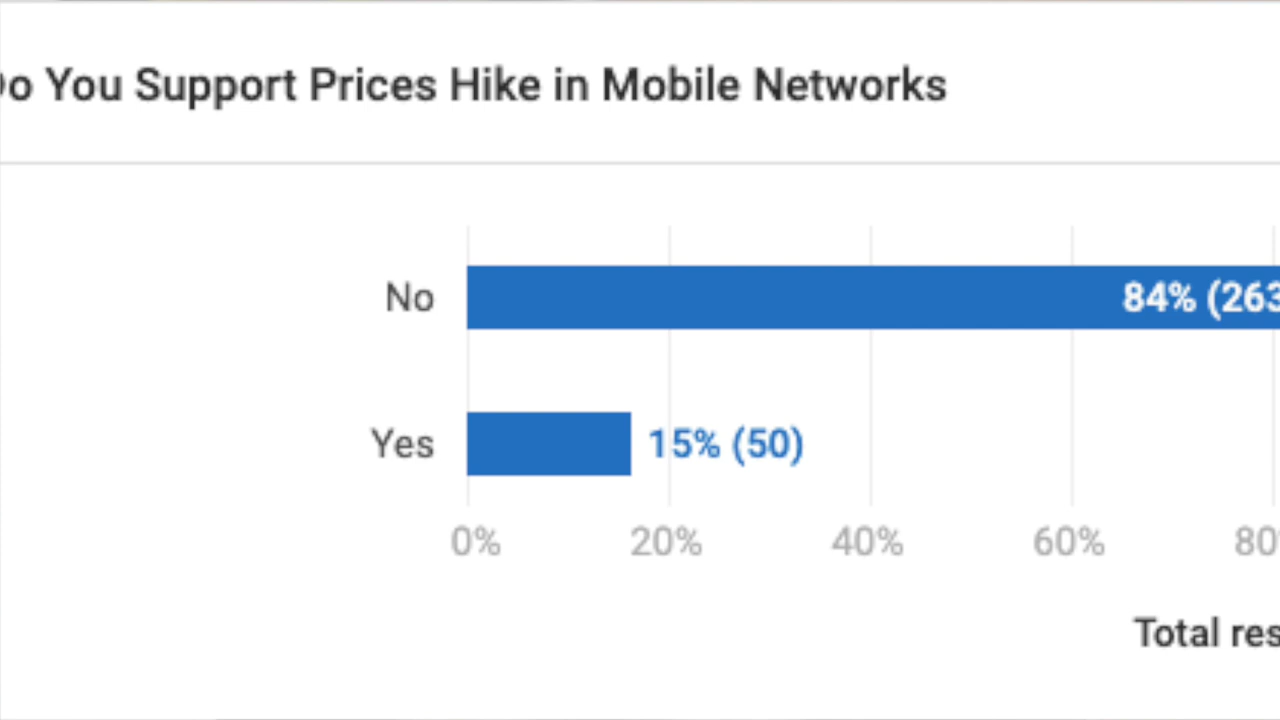 Do You Support Prices Hike in Mobile Networks
No
84% (263
Yes
15% (50)
0% 20% 40% 60% 80%
Total